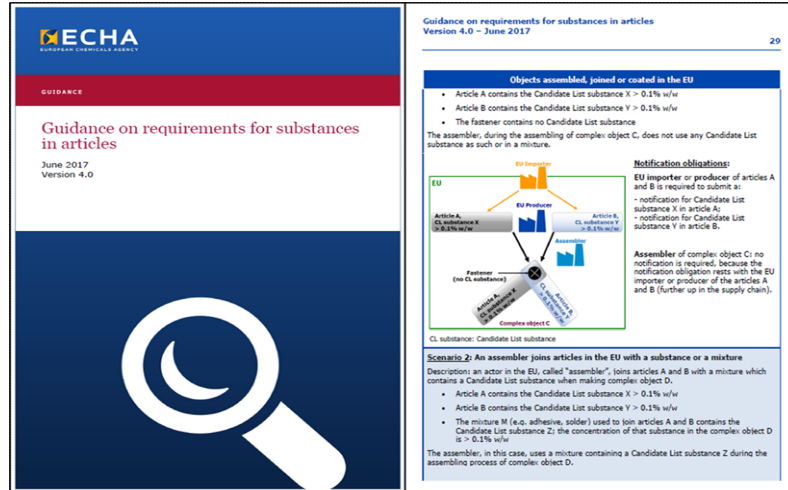 ECHA
EUROPEAN CHEMICALS AGENCY
GUIDANCE
Guidance on requirements for substances
in articles
June 2017
Version 4.0
Guidance on requirements for substances in articles
Version 4.0 – June 2017
29
Objects assembled, joined or coated in the EU
• Article A contains the Candidate List substance X > 0.1% w/w
• Article B contains the Candidate List substance Y > 0.1% w/w
• The fastener contains no Candidate List substance
The assembler, during the assembling of complex object C, does not use any Candidate List
substance as such or in a mixture.
EU Importer
EU
EU Producer
Article A,
CL substance X
> 0.1% w/w
Article B,
CL substance Y
> 0.1% w/w
Assembler
Fastener
(no CL substance)
Article A,
CL substance X
> 0.1% w/w
Article B,
CL substance Y
> 0.1% w/w
Complex object C
Notification obligations:
EU importer or producer of articles A
and B is required to submit a:
- notification for Candidate List
substance X in article A;
- notification for Candidate List
substance Y in article B.
Assembler of complex object C: no
notification is required, because the
notification obligation rests with the EU
importer or producer of the articles A
and B (further up in the supply chain).
CL substance: Candidate List substance
Scenario 2: An assembler joins articles in the EU with a substance or a mixture
Description: an actor in the EU, called "assembler", joins articles A and B with a mixture which
contains a Candidate List substance when making complex object D.
• Article A contains the Candidate List substance X > 0.1% w/w
• Article B contains the Candidate List substance Y > 0.1% w/w
• The mixture M (e.g. adhesive, solder) used to join articles A and B contains the
Candidate List substance Z; the concentration of that substance in the complex object D
is > 0.1% w/w
The assembler, in this case, uses a mixture containing a Candidate List substance Z during the
assembling process of complex object D.